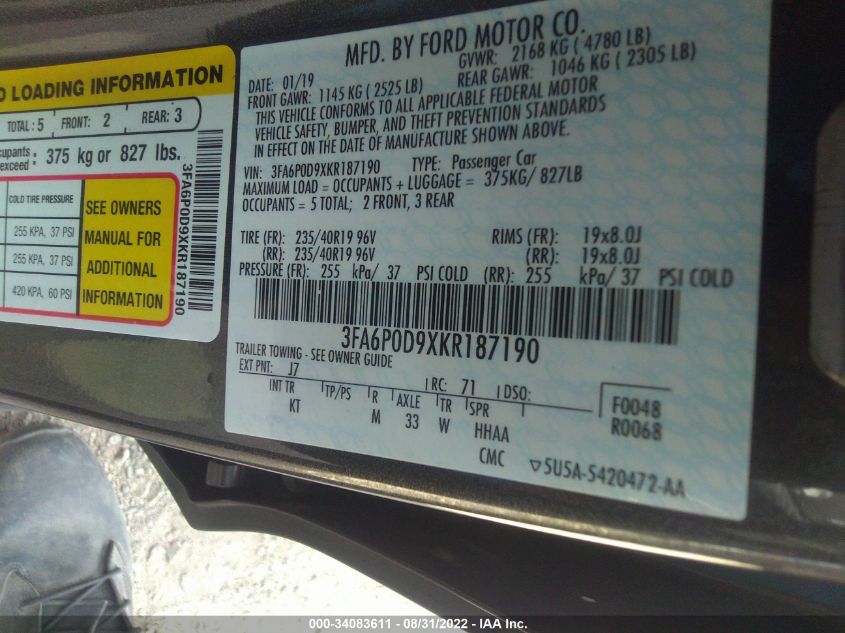 LOADING INFORMATION
TOTAL : 5 FRONT: 2 REAR: 3
375 kg or 827 lbs.
COLD TIRE PRESSURE
255 KPA, 37 PSI
255 KPA, 37 PSI
420 KPA, 60 PSI
SEE OWNERS
MANUAL FOR
ADDITIONAL
INFORMATION
3FA6P0D9XKR187190
MFD. BY FORD MOTOR CO.
DATE: 01/19 GVWR: 2168 KG ( 4780 LB)
FRONT GAWR: 1145 KG ( 2525 LB) REAR GAWR: 1046 KG ( 2305 LB)
THIS VEHICLE CONFORMS TO ALL APPLICABLE FEDERAL MOTOR
VEHICLE SAFETY, BUMPER, AND THEFT PREVENTION STANDARDS
IN EFFECT ON THE DATE OF MANUFACTURE SHOWN ABOVE.
VIN: 3FA6P0D9XKR187190 TYPE: Passenger Car
MAXIMUM LOAD = OCCUPANTS + LUGGAGE = 375KG/ 827LB
OCCUPANTS = 5 TOTAL; 2 FRONT, 3 REAR
TIRE (FR): 235/40R19 96V RIMS (FR): 19x8.0J
(RR): 235/40R19 96V (RR): 19x8.0J
PRESSURE (FR): 255 kPa/ 37 PSI COLD (RR): 255 kPa/ 37 PSI COLD
3FA6P0D9XKR187190
TRAILER TOWING - SEE OWNER GUIDE
EXT PNT: J7 RC: 71 DSO:
INT TR TP/PS R AXLE TR SPR F0048
KT M 33 W HHAA R0068
CMC ▽5U5A-5420472-AA
000-34083611 - 08/31/2022 - IAA Inc.